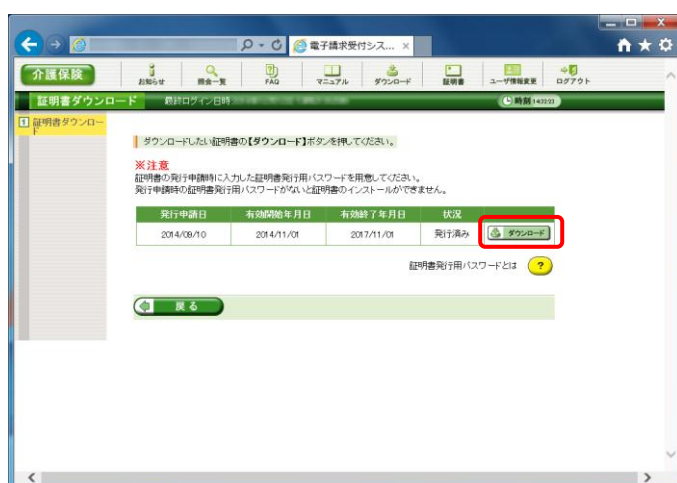 電子請求受付システ... ×
介護保険
お知らせ 照会一覧 FAQ マニュアル ダウンロード 証明書 ユーザ情報変更 ログアウト
証明書ダウンロード 最終ログイン日時
時刻
1 証明書ダウンロー
ド
ダウンロードしたい証明書の【ダウンロード】ボタンを押してください。
※注意
証明書の発行申請時に入力した証明書発行用パスワードを用意してください。
発行申請時の証明書発行用パスワードがないと証明書のインストールができません。
発行申請日 有効開始年月日 有効終了年月日 状況
2014/09/10 2014/11/01 2017/11/01 発行済み ダウンロード
証明書発行用パスワードとは ?
戻る